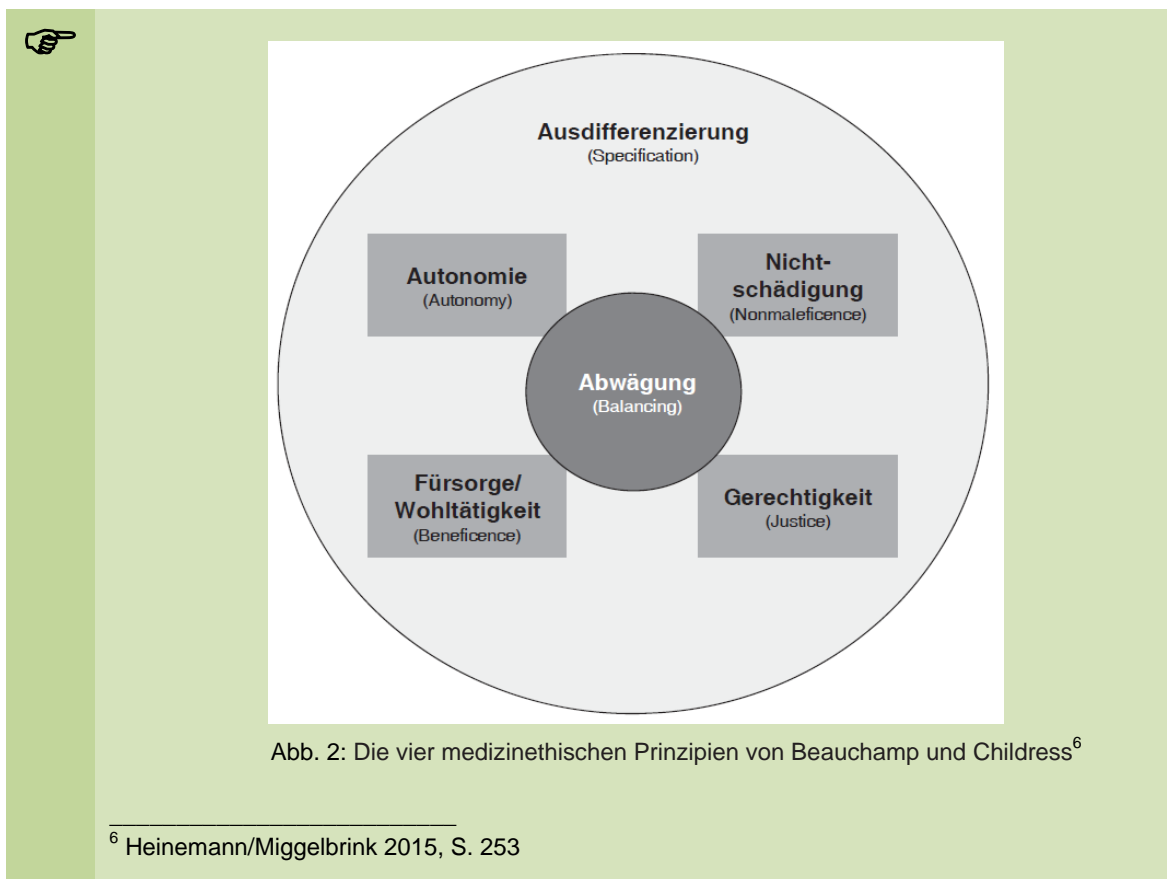 Ausdifferenzierung
(Specification)
Autonomie
(Autonomy)
Nicht-
schädigung
(Nonmaleficence)
Abwägung
(Balancing)
Fürsorge/
Wohltätigkeit
(Beneficence)
Gerechtigkeit
(Justice)
Abb. 2: Die vier medizinethischen Prinzipien von Beauchamp und Childress⁶
⁶ Heinemann/Miggelbrink 2015, S. 253